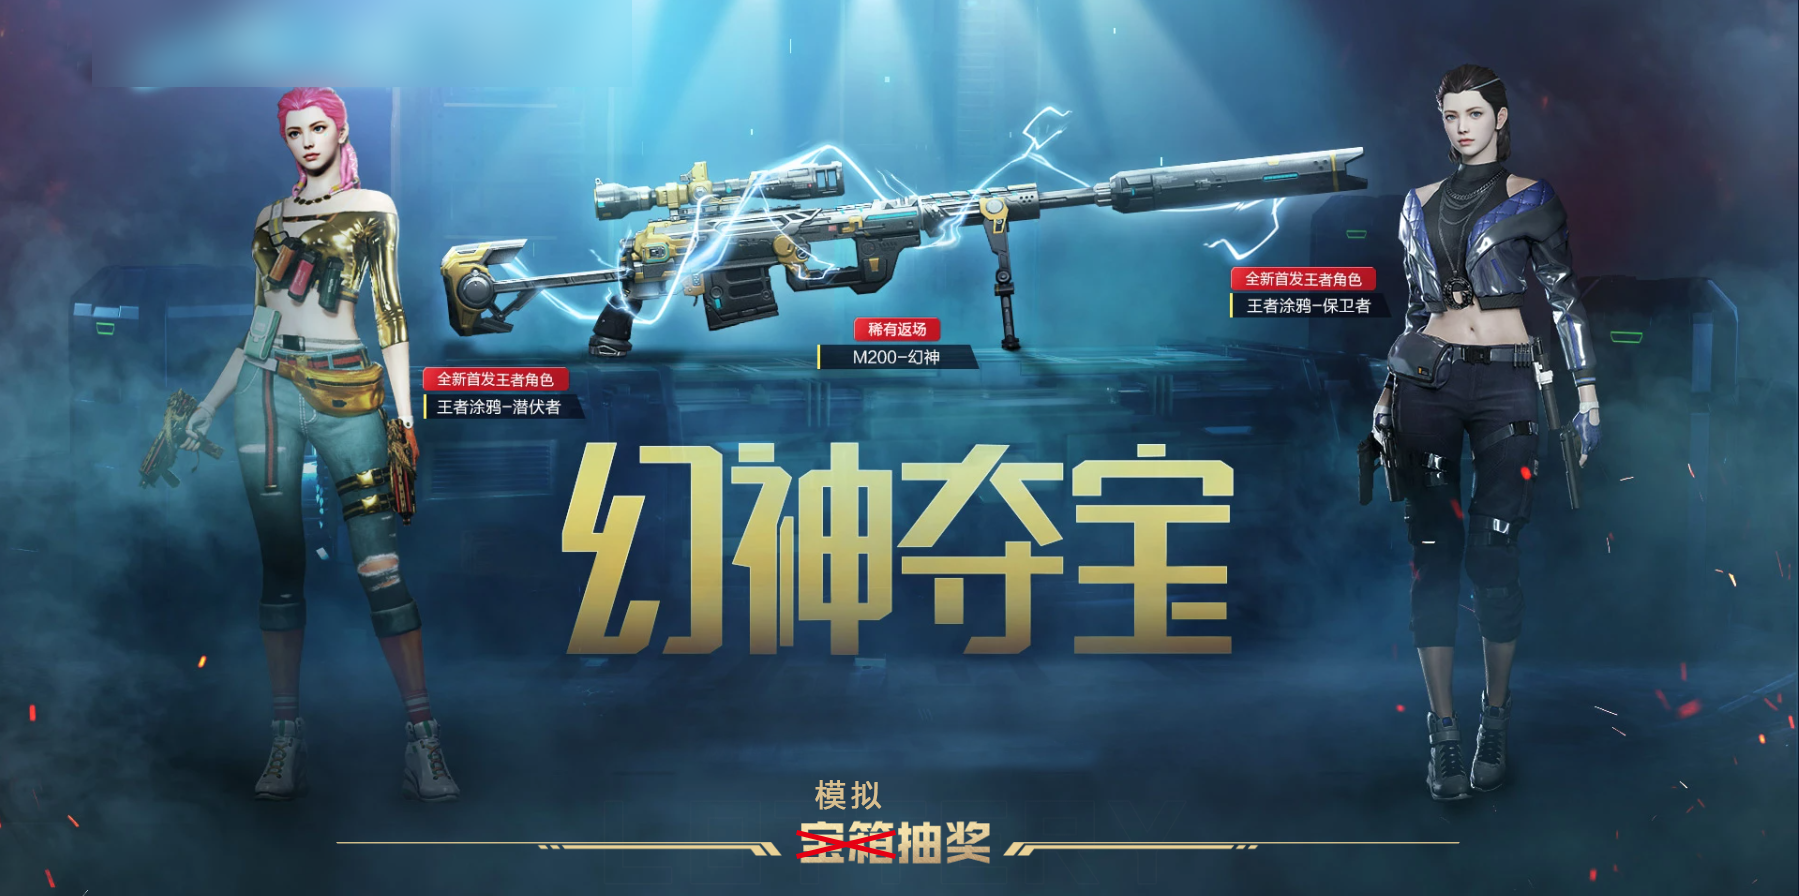 全新首发王者角色
王者涂鸦-保卫者
稀有返场
M200-幻神
全新首发王者角色
王者涂鸦-潜伏者
幻神夺宝
模拟
宝箱抽奖